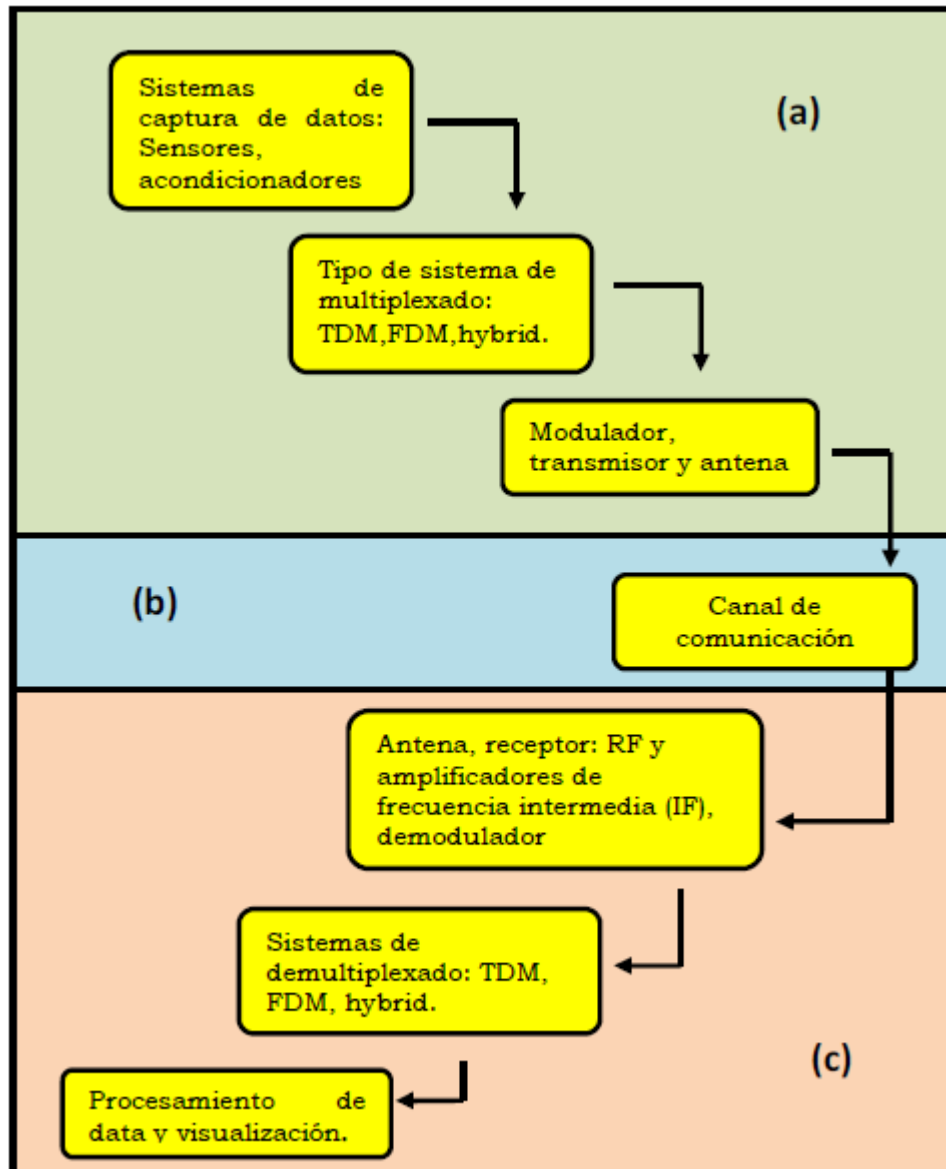 Sistemas de
captura de datos:
Sensores,
acondicionadores
(a)
Tipo de sistema de
multiplexado:
TDM,FDM,hybrid.
Modulador,
transmisor y antena
(b)
Canal de
comunicación
Antena, receptor: RF y
amplificadores de
frecuencia intermedia (IF),
demodulador
Sistemas de
demultiplexado: TDM,
FDM, hybrid.
(c)
Procesamiento de
data y visualización.